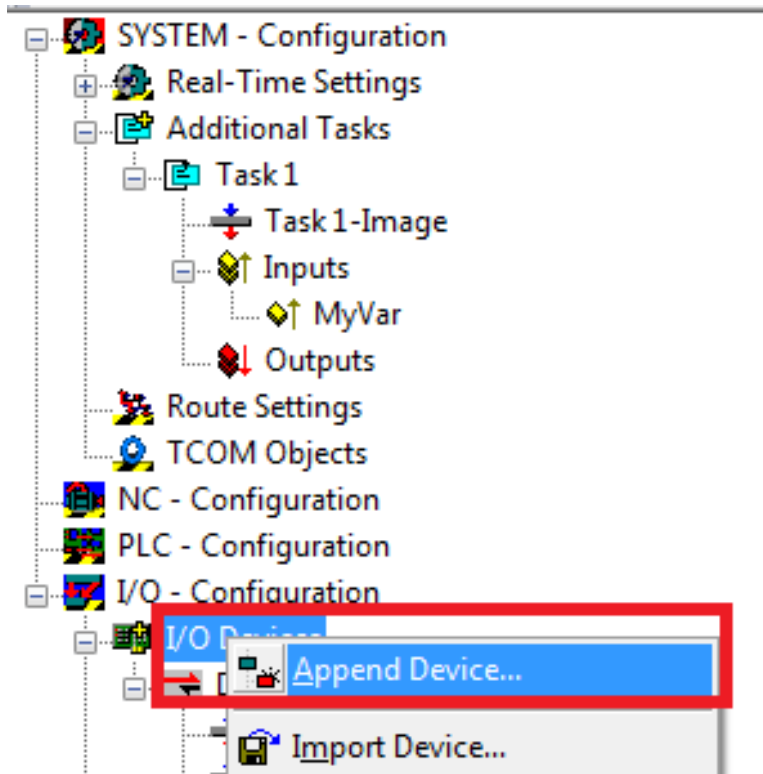 SYSTEM - Configuration
Real-Time Settings
Additional Tasks
Task 1
Task 1-Image
Inputs
MyVar
Outputs
Route Settings
TCOM Objects
NC - Configuration
PLC - Configuration
I/O - Configuration
I/O Devices
Append Device...
Import Device...